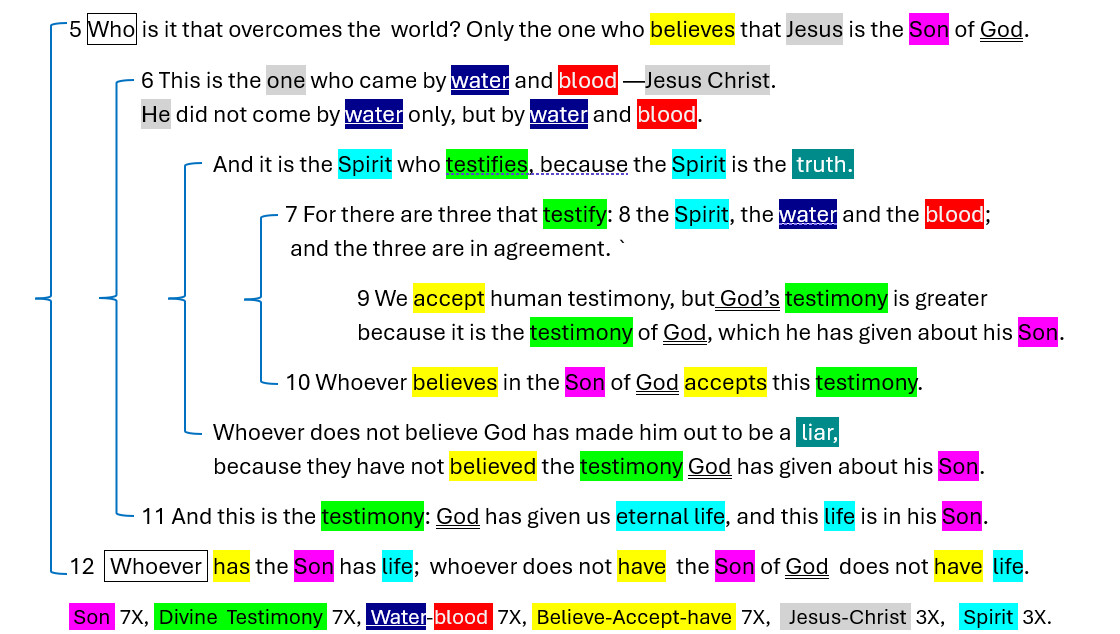 5 Who is it that overcomes the world? Only the one who believes that Jesus is the Son of God.
6 This is the one who came by water and blood —Jesus Christ.
He did not come by water only, but by water and blood.
And it is the Spirit who testifies, because the Spirit is the truth.
7 For there are three that testify: 8 the Spirit, the water and the blood;
and the three are in agreement. `
9 We accept human testimony, but God’s testimony is greater
because it is the testimony of God, which he has given about his Son.
10 Whoever believes in the Son of God accepts this testimony.
Whoever does not believe God has made him out to be a liar,
because they have not believed the testimony God has given about his Son.
11 And this is the testimony: God has given us eternal life, and this life is in his Son.
12 Whoever has the Son has life; whoever does not have the Son of God does not have life.
Son 7X, Divine Testimony 7X, Water-blood 7X, Believe-Accept-have 7X, Jesus-Christ 3X, Spirit 3X.